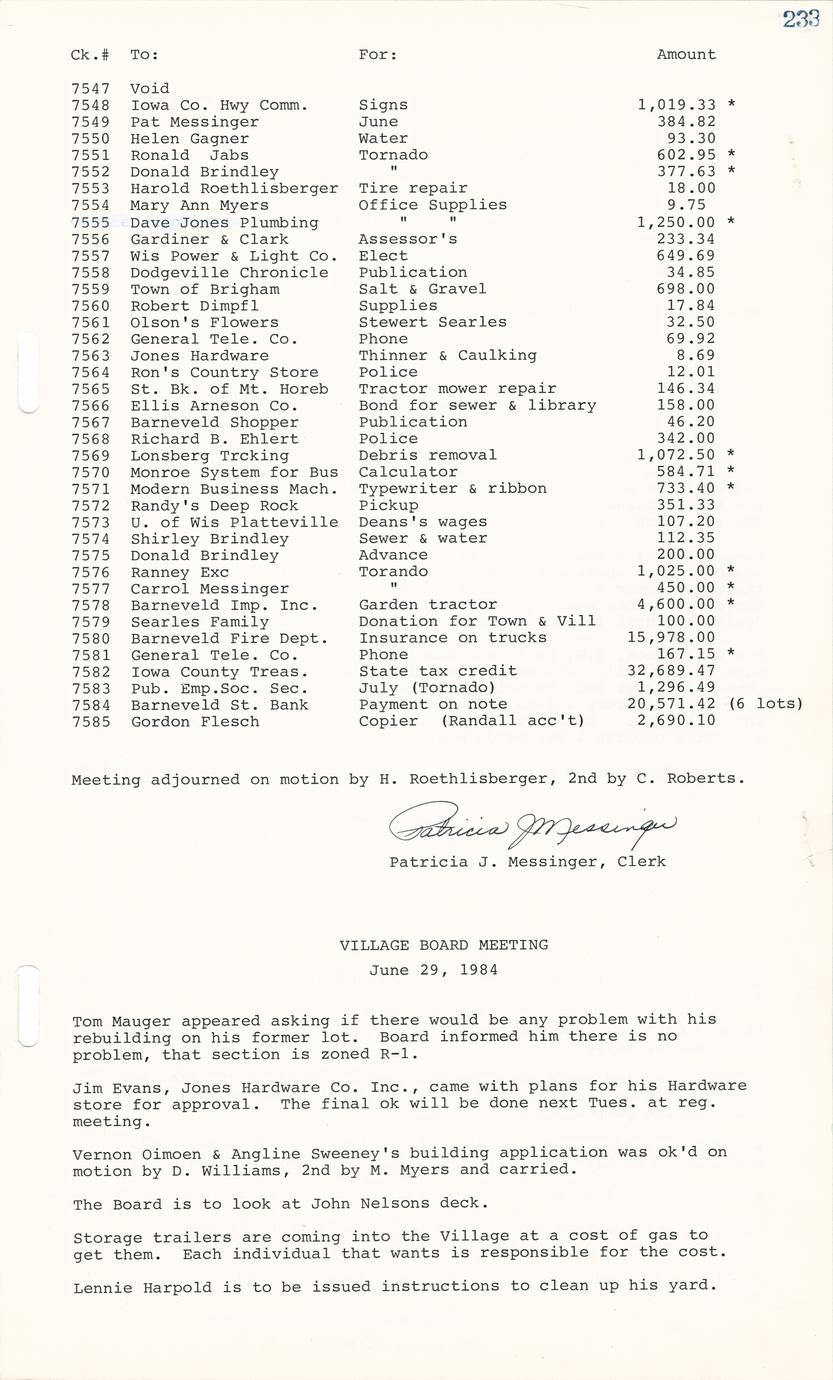 233
Ck.# To: For: Amount
7547 Void
7548 Iowa Co. Hwy Comm. Signs 1,019.33 *
7549 Pat Messinger June 384.82
7550 Helen Gagner Water 93.30
7551 Ronald Jabs Tornado 602.95 *
7552 Donald Brindley " 377.63 *
7553 Harold Roethlisberger Tire repair 18.00
7554 Mary Ann Myers Office Supplies 9.75
7555 Dave Jones Plumbing " " 1,250.00 *
7556 Gardiner & Clark Assessor's 233.34
7557 Wis Power & Light Co. Elect 649.69
7558 Dodgeville Chronicle Publication 34.85
7559 Town of Brigham Salt & Gravel 698.00
7560 Robert Dimpfl Supplies 17.84
7561 Olson's Flowers Stewert Searles 32.50
7562 General Tele. Co. Phone 69.92
7563 Jones Hardware Thinner & Caulking 8.69
7564 Ron's Country Store Police 12.01
7565 St. Bk. of Mt. Horeb Tractor mower repair 146.34
7566 Ellis Arneson Co. Bond for sewer & library 158.00
7567 Barneveld Shopper Publication 46.20
7568 Richard B. Ehlert Police 342.00
7569 Lonsberg Trcking Debris removal 1,072.50 *
7570 Monroe System for Bus Calculator 584.71 *
7571 Modern Business Mach. Typewriter & ribbon 733.40 *
7572 Randy's Deep Rock Pickup 351.33
7573 U. of Wis Platteville Deans's wages 107.20
7574 Shirley Brindley Sewer & water 112.35
7575 Donald Brindley Advance 200.00
7576 Ranney Exc Torando 1,025.00 *
7577 Carrol Messinger " 450.00 *
7578 Barneveld Imp. Inc. Garden tractor 4,600.00 *
7579 Searles Family Donation for Town & Vill 100.00
7580 Barneveld Fire Dept. Insurance on trucks 15,978.00
7581 General Tele. Co. Phone 167.15 *
7582 Iowa County Treas. State tax credit 32,689.47
7583 Pub. Emp.Soc. Sec. July (Tornado) 1,296.49
7584 Barneveld St. Bank Payment on note 20,571.42 (6 lots)
7585 Gordon Flesch Copier (Randall acc't) 2,690.10
Meeting adjourned on motion by H. Roethlisberger, 2nd by C. Roberts.
Patricia J Messinger
Patricia J. Messinger, Clerk
VILLAGE BOARD MEETING
June 29, 1984
Tom Mauger appeared asking if there would be any problem with his
rebuilding on his former lot. Board informed him there is no
problem, that section is zoned R-1.
Jim Evans, Jones Hardware Co. Inc., came with plans for his Hardware
store for approval. The final ok will be done next Tues. at reg.
meeting.
Vernon Oimoen & Angline Sweeney's building application was ok'd on
motion by D. Williams, 2nd by M. Myers and carried.
The Board is to look at John Nelsons deck.
Storage trailers are coming into the Village at a cost of gas to
get them. Each individual that wants is responsible for the cost.
Lennie Harpold is to be issued instructions to clean up his yard.